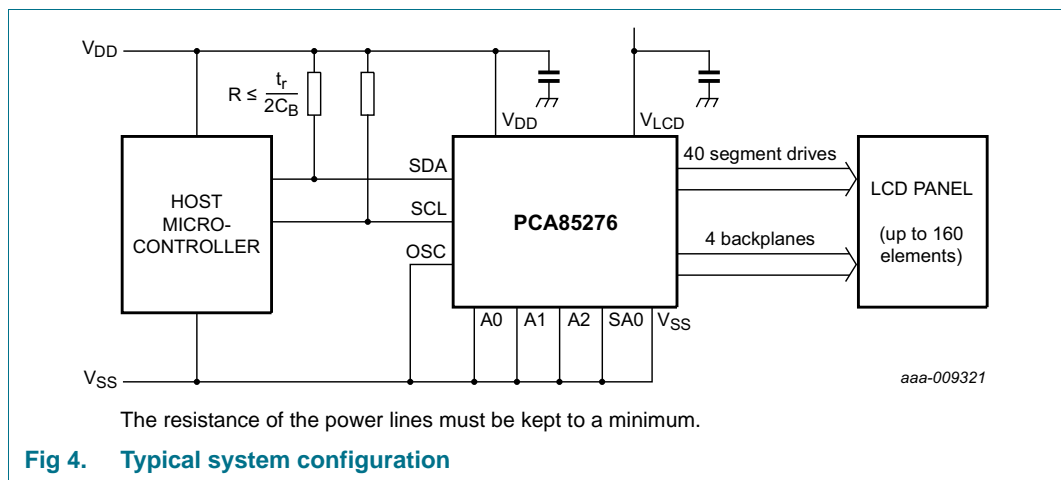 VDD
R ≤ tr
2CB
VDD
VLCD
HOST
MICRO-
CONTROLLER
SDA
SCL
OSC
PCA85276
40 segment drives
4 backplanes
LCD PANEL
(up to 160
elements)
A0 A1 A2 SA0 VSS
VSS
aaa-009321
The resistance of the power lines must be kept to a minimum.
Fig 4. Typical system configuration